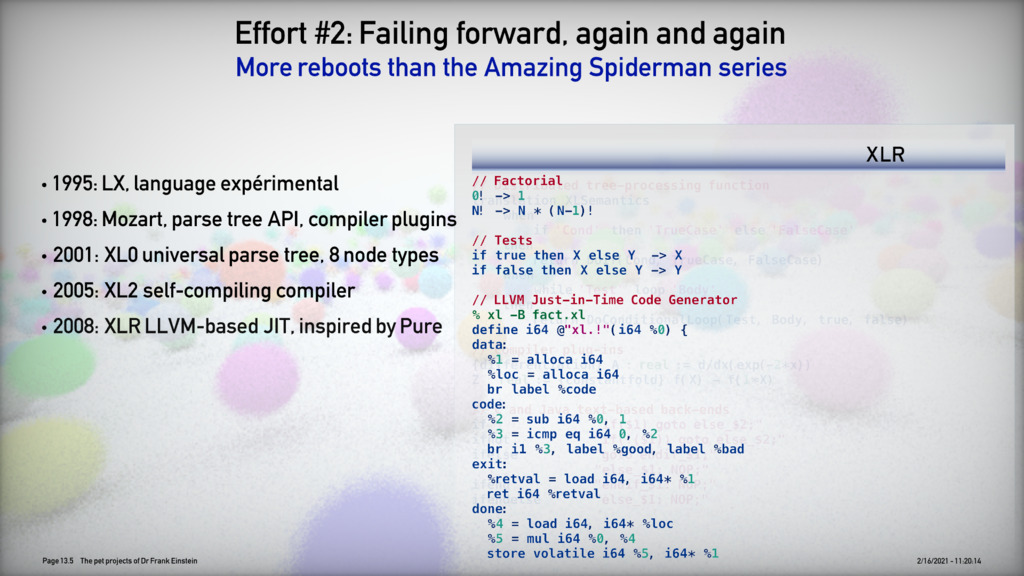 Effort #2: Failing forward, again and again
More reboots than the Amazing Spiderman series
• 1995: LX, language expérimental
• 1998: Mozart, parse tree API, compiler plugins
• 2001: XL0 universal parse tree, 8 node types
• 2005: XL2 self-compiling compiler
• 2008: XLR LLVM-based JIT, inspired by Pure
XLR
// Factorial
0! -> 1
N! -> N * (N-1)!
// Tests
if true then X else Y -> X
if false then X else Y -> Y
// LLVM Just-in-Time Code Generator
% xl -B fact.xl
define i64 @"xl.!"(i64 %0) {
data:
%1 = alloca i64
%loc = alloca i64
br label %code
code:
%2 = sub i64 %0, 1
%3 = icmp eq i64 0, %2
br i1 %3, label %good, label %bad
exit:
%retval = load i64, i64* %1
ret i64 %retval
done:
%4 = load i64, i64* %loc
%5 = mul i64 %0, %4
store volatile i64 %5, i64* %1
Page 13.5 The pet projects of Dr Frank Einstein
2/16/2021 - 11:20:14